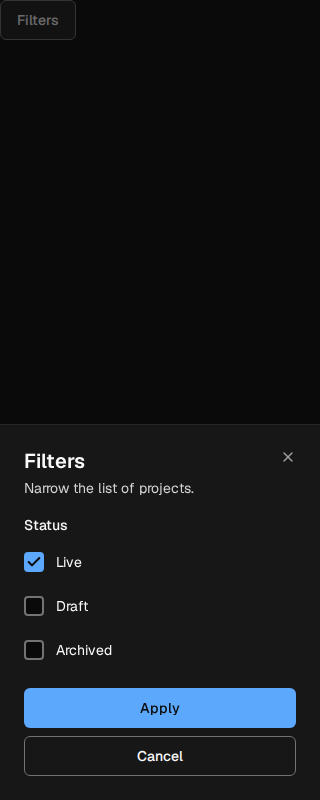 Filters
Filters
Narrow the list of projects.
Status
Live
Draft
Archived
Apply
Cancel